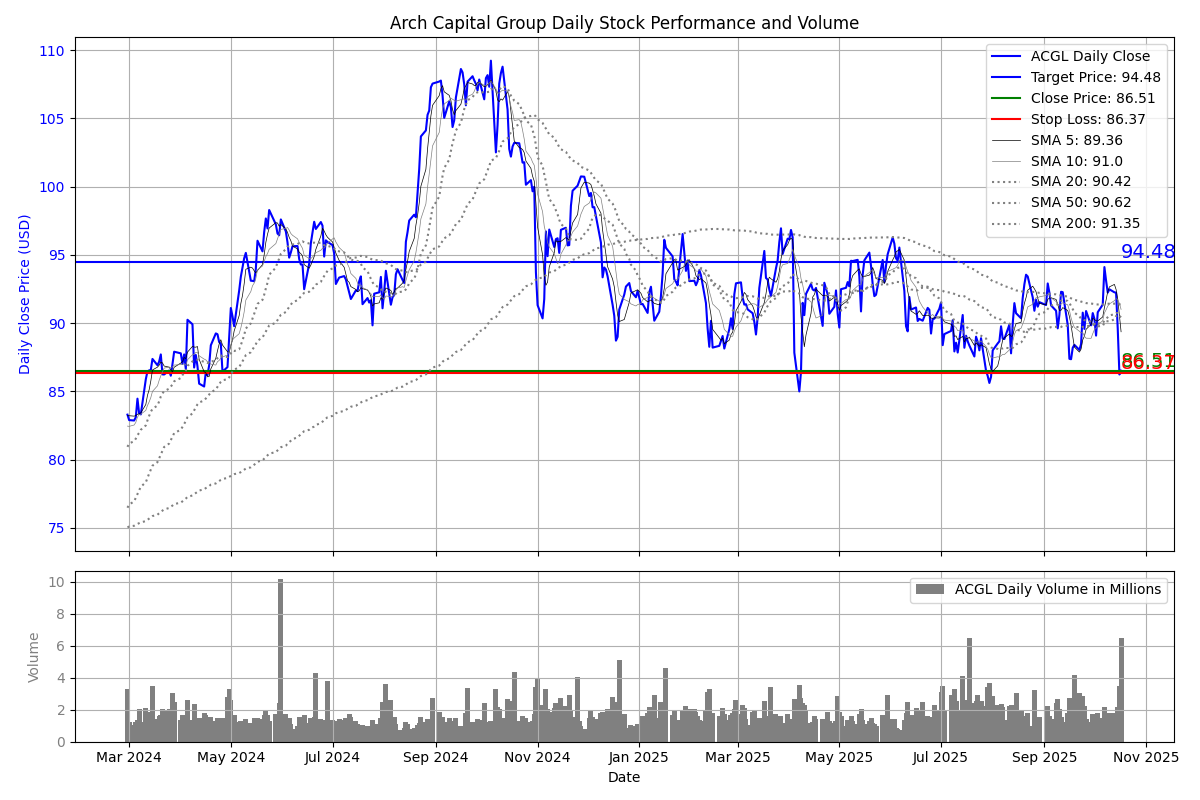 Arch Capital Group Daily Stock Performance and Volume
110
105
100
95
90
85
80
75
Daily Close Price (USD)
ACGL Daily Close
Target Price: 94.48
Close Price: 86.51
Stop Loss: 86.37
SMA 5: 89.36
SMA 10: 91.0
SMA 20: 90.42
SMA 50: 90.62
SMA 200: 91.35
94.48
86.51
86.37
10
8
6
4
2
0
Volume
ACGL Daily Volume in Millions
Mar 2024
May 2024
Jul 2024
Sep 2024
Nov 2024
Jan 2025
Mar 2025
May 2025
Jul 2025
Sep 2025
Nov 2025
Date